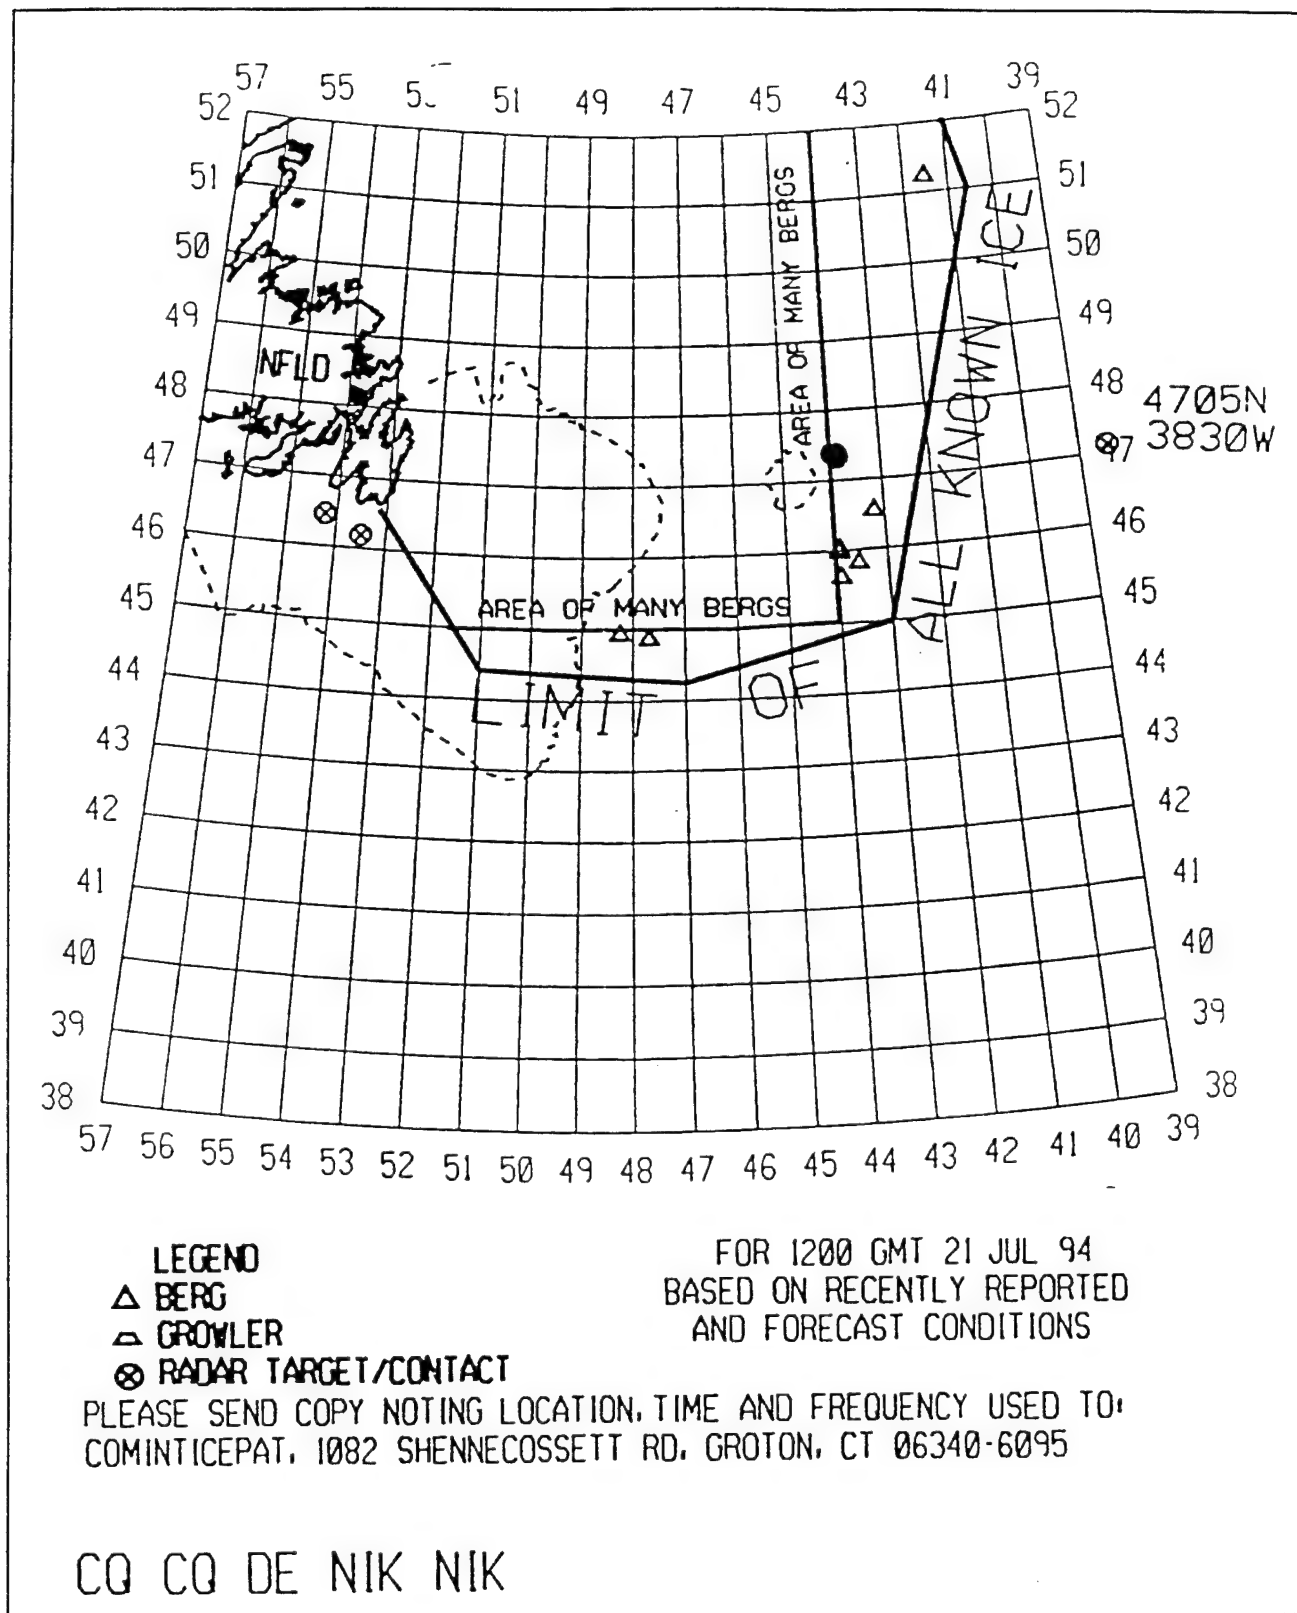 57 55 5 51 49 47 45 43 41 39
52 52
51 51
50 50
49 49
48 48
47 47
46 46
45 45
44 44
43 43
42 42
41 41
40 40
39 39
38 38
57 56 55 54 53 52 51 50 49 48 47 46 45 44 43 42 41 40 39
NFLD
AREA OF MANY BERGS
AREA OF MANY BERGS
LIMIT OF ALL KNOWN ICE
4705N
3830W
LEGEND
BERG
GROWLER
RADAR TARGET/CONTACT
FOR 1200 GMT 21 JUL 94
BASED ON RECENTLY REPORTED
AND FORECAST CONDITIONS
PLEASE SEND COPY NOTING LOCATION, TIME AND FREQUENCY USED TO:
COMINTICEPAT, 1082 SHENNECOSSETT RD, GROTON, CT 06340-6095
CQ CQ DE NIK NIK